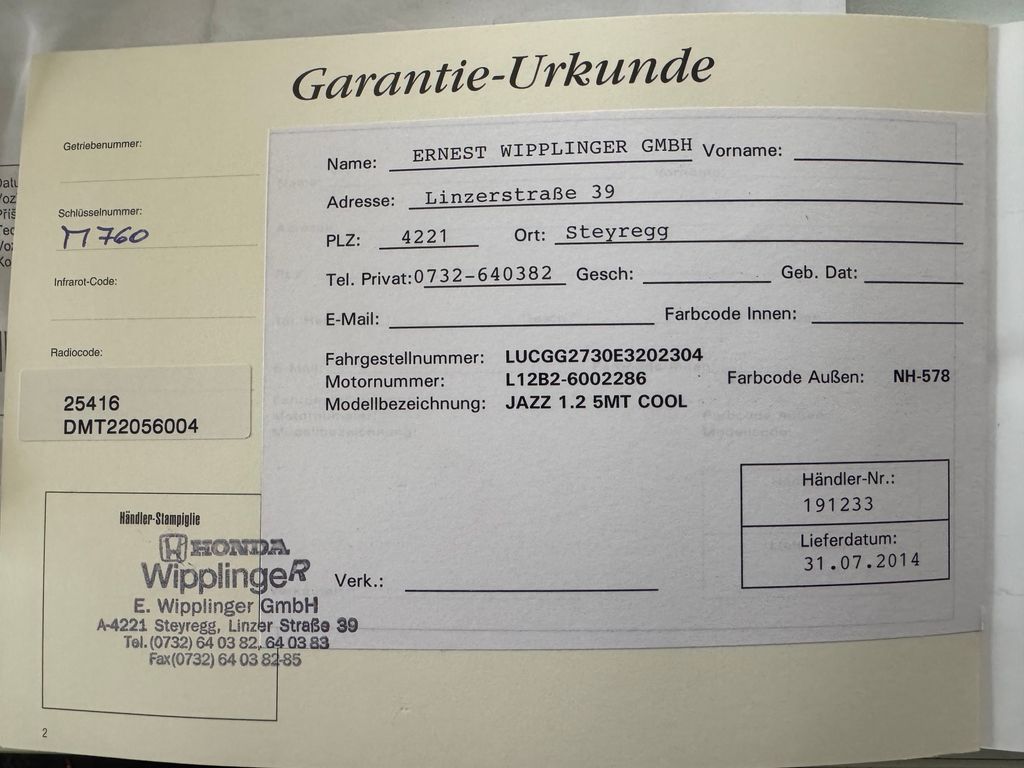 Garantie-Urkunde
Getriebenummer:
Schlüsselnummer:
M760
Infrarot-Code:
Radiocode:
25416
DMT22056004
Name: ERNEST WIPPLINGER GMBH Vorname:
Adresse: Linzerstraße 39
PLZ: 4221 Ort: Steyregg
Tel. Privat: 0732-640382 Gesch: Geb. Dat:
E-Mail: Farbcode Innen:
Fahrgestellnummer: LUCGG2730E3202304
Motornummer: L12B2-6002286 Farbcode Außen: NH-578
Modellbezeichnung: JAZZ 1.2 5MT COOL
Händler-Nr.:
191233
Lieferdatum:
31.07.2014
Verk.:
Händler-Stampiglie
HONDA
WipplingeR
E. Wipplinger GmbH
A-4221 Steyregg, Linzer Straße 39
Tel. (0732) 64 03 82, 64 03 83
Fax (0732) 64 03 82-85
2